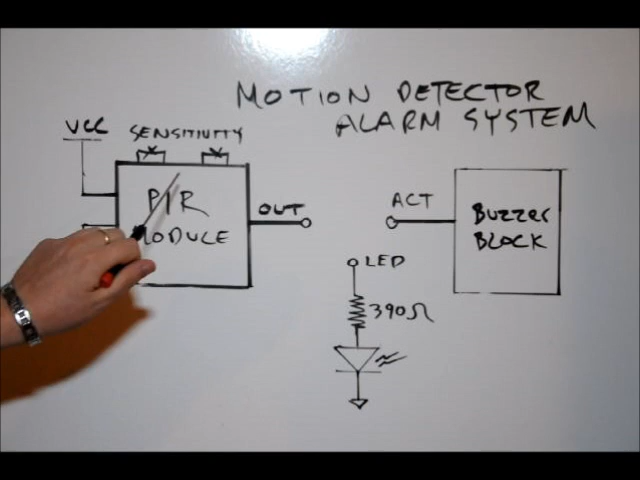 MOTION DETECTOR
ALARM SYSTEM
VCC
SENSITIVITY
PIR
MODULE
OUT
ACT
BUZZER
BLOCK
LED
390Ω